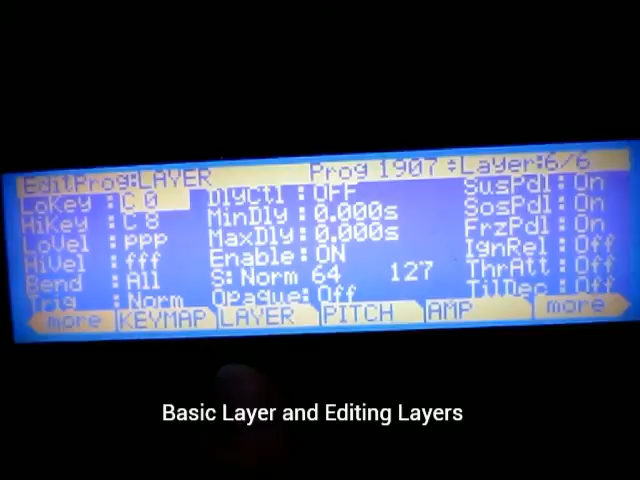 EditProg:LAYER Prog 1907 ÷Layer:6/6
LoKey :C 0 DlyCtl :OFF SusPdl:On
HiKey :C 8 MinDly :0.000s SosPdl:On
LoVel :ppp MaxDly :0.000s FrzPdl:On
HiVel :fff Enable:ON IgnRel:Off
Bend :All S:Norm 64 127 ThrAtt:Off
Trig :Norm Opaque:Off TilDec:Off
more KEYMAP LAYER PITCH AMP more
Basic Layer and Editing Layers